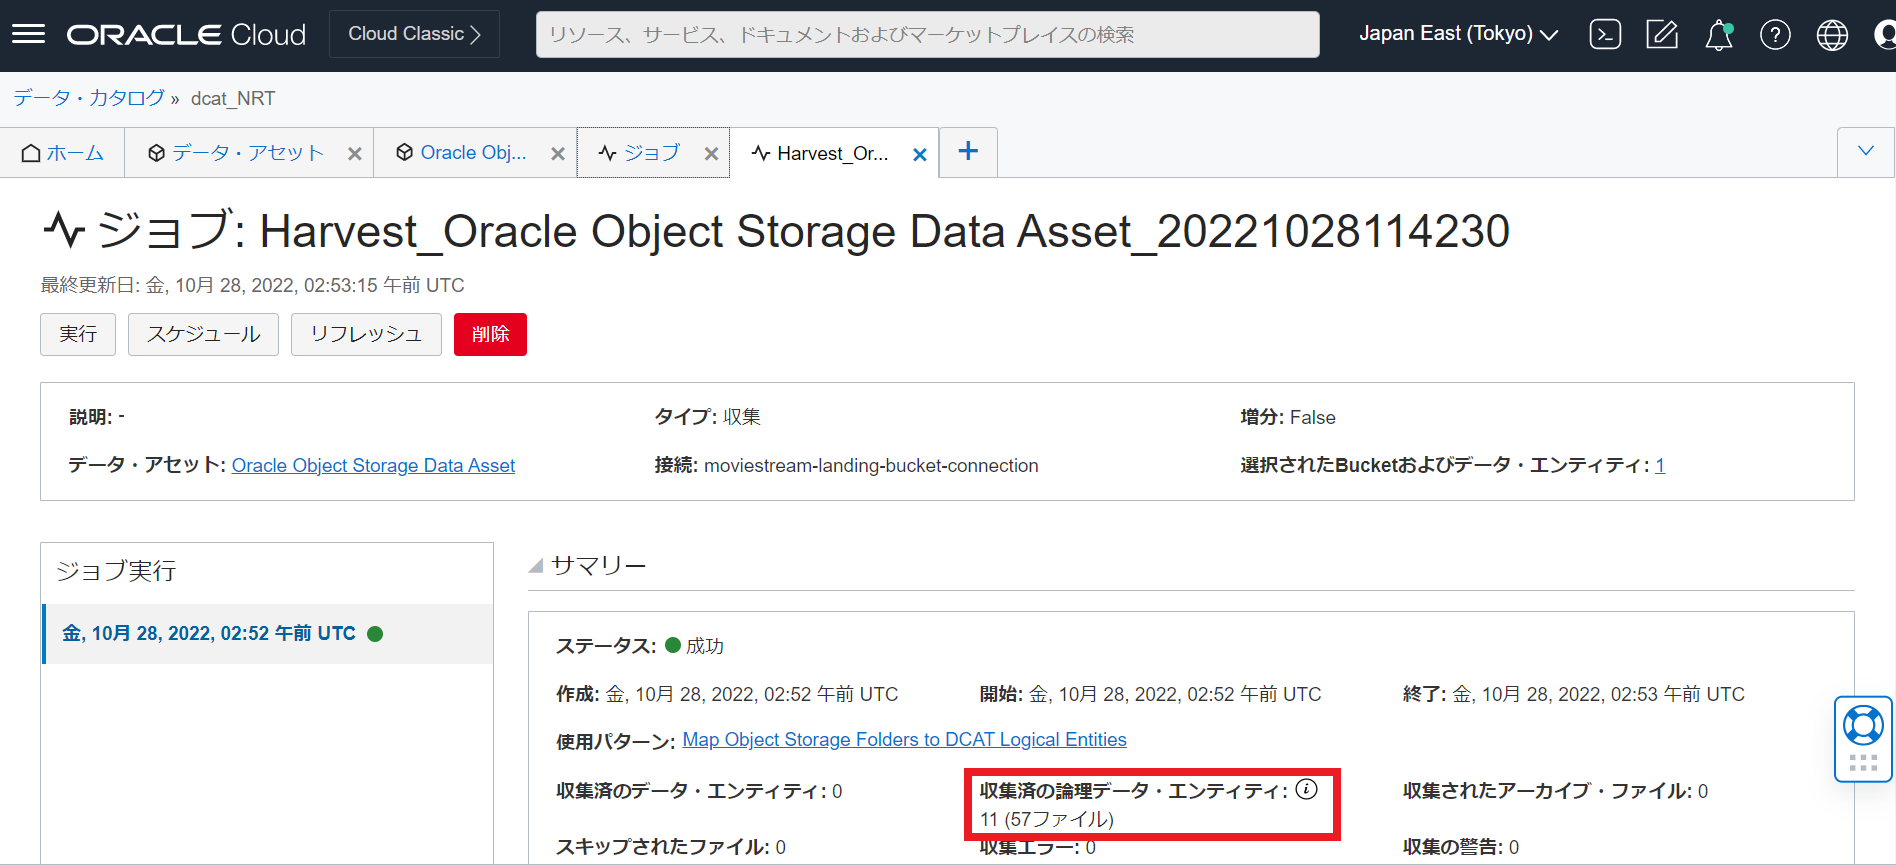 ORACLE Cloud
Cloud Classic
リソース、サービス、ドキュメントおよびマーケットプレイスの検索
Japan East (Tokyo)
データ・カタログ » dcat_NRT
ホーム
データ・アセット
Oracle Obj...
ジョブ
Harvest_Or...
ジョブ: Harvest_Oracle Object Storage Data Asset_20221028114230
最終更新日: 金, 10月 28, 2022, 02:53:15 午前 UTC
実行
スケジュール
リフレッシュ
削除
説明: -
タイプ: 収集
増分: False
データ・アセット: Oracle Object Storage Data Asset
接続: moviestream-landing-bucket-connection
選択されたBucketおよびデータ・エンティティ: 1
ジョブ実行
金, 10月 28, 2022, 02:52 午前 UTC
サマリー
ステータス: 成功
作成: 金, 10月 28, 2022, 02:52 午前 UTC
開始: 金, 10月 28, 2022, 02:52 午前 UTC
終了: 金, 10月 28, 2022, 02:53 午前 UTC
使用パターン: Map Object Storage Folders to DCAT Logical Entities
収集済のデータ・エンティティ: 0
収集済の論理データ・エンティティ:
11 (57ファイル)
収集されたアーカイブ・ファイル: 0
スキップされたファイル: 0
収集エラー: 0
収集の警告: 0